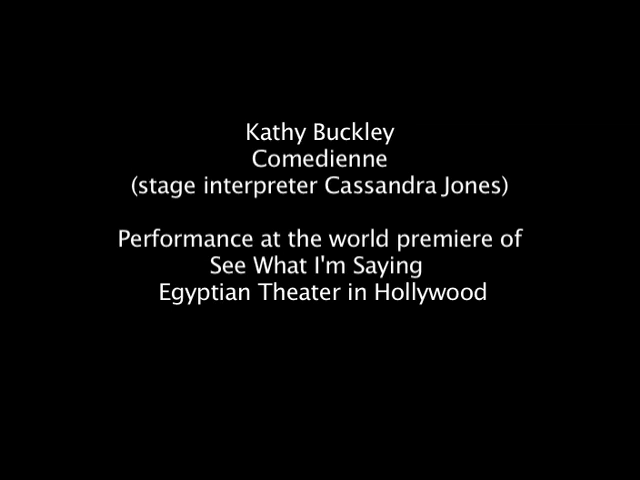 Kathy Buckley
Comedienne
(stage interpreter Cassandra Jones)
Performance at the world premiere of
See What I'm Saying
Egyptian Theater in Hollywood